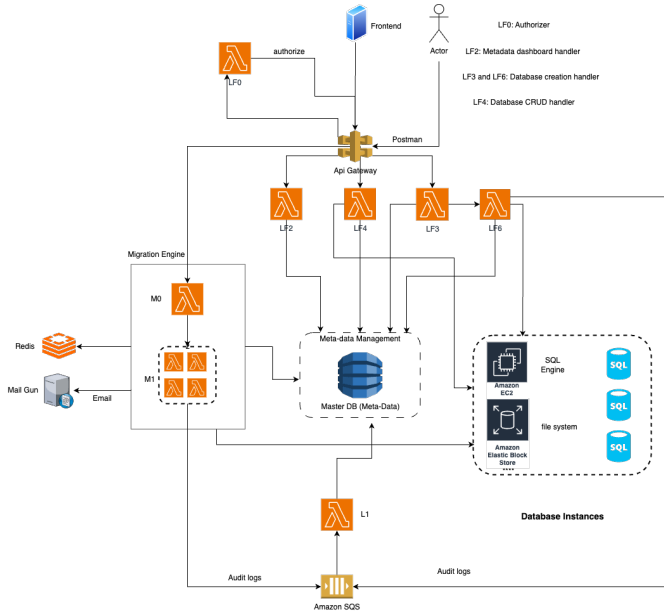 Frontend
Actor
LF0: Authorizer
LF2: Metadata dashboard handler
LF3 and LF6: Database creation handler
LF4: Database CRUD handler
authorize
LF0
Postman
Api Gateway
LF2
LF4
LF3
LF6
Migration Engine
M0
M1
Redis
Mail Gun
Email
Meta-data Management
Master DB (Meta-Data)
Amazon
EC2
SQL
Engine
SQL
SQL
SQL
file system
Amazon
Elastic Block
Store
Database Instances
L1
Audit logs
Audit logs
Amazon SQS